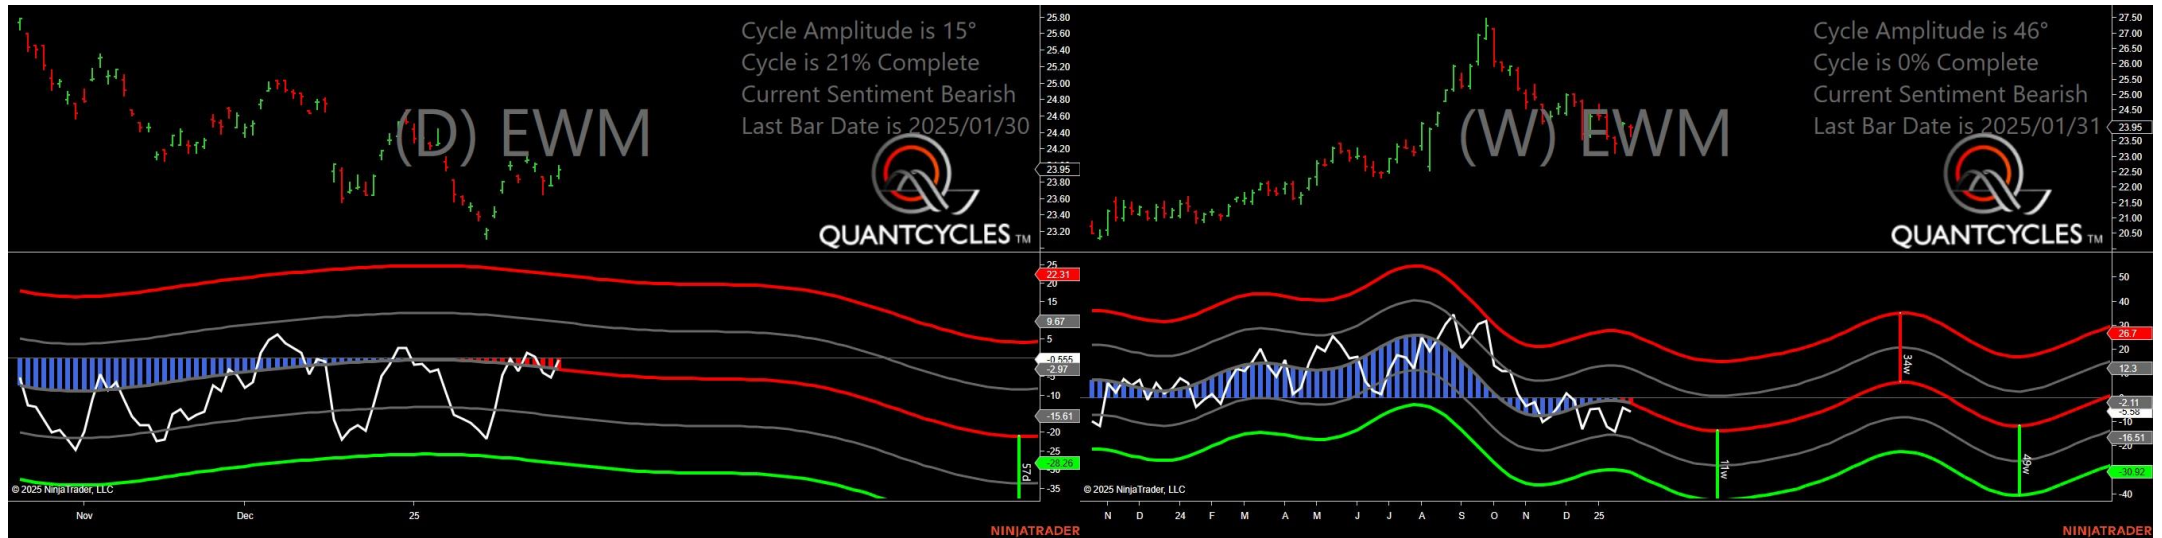 Cycle Amplitude is 15°
Cycle is 21% Complete
Current Sentiment Bearish
Last Bar Date is 2025/01/30
(D) EWM
QUANTCYCLES TM
25.80
25.60
25.40
25.20
25.00
24.80
24.60
24.40
24.20
23.95
23.80
23.60
23.40
23.20
25
22.31
20
15
9.67
5
-0.555
-2.97
-5
-10
-15.61
-20
-25
-28.26
-35
57d
© 2025 NinjaTrader, LLC
Nov
Dec
25
NINJATRADER
Cycle Amplitude is 46°
Cycle is 0% Complete
Current Sentiment Bearish
Last Bar Date is 2025/01/31
(W) EWM
QUANTCYCLES TM
27.50
27.00
26.50
26.00
25.50
25.00
24.50
23.95
23.50
23.00
22.50
22.00
21.50
21.00
20.50
50
40
26.7
20
12.3
-2.11
-5.58
-10
-16.51
-30.92
-40
34w
11w
49w
© 2025 NinjaTrader, LLC
N D 24 F M A M J J A S O N D 25
NINJATRADER